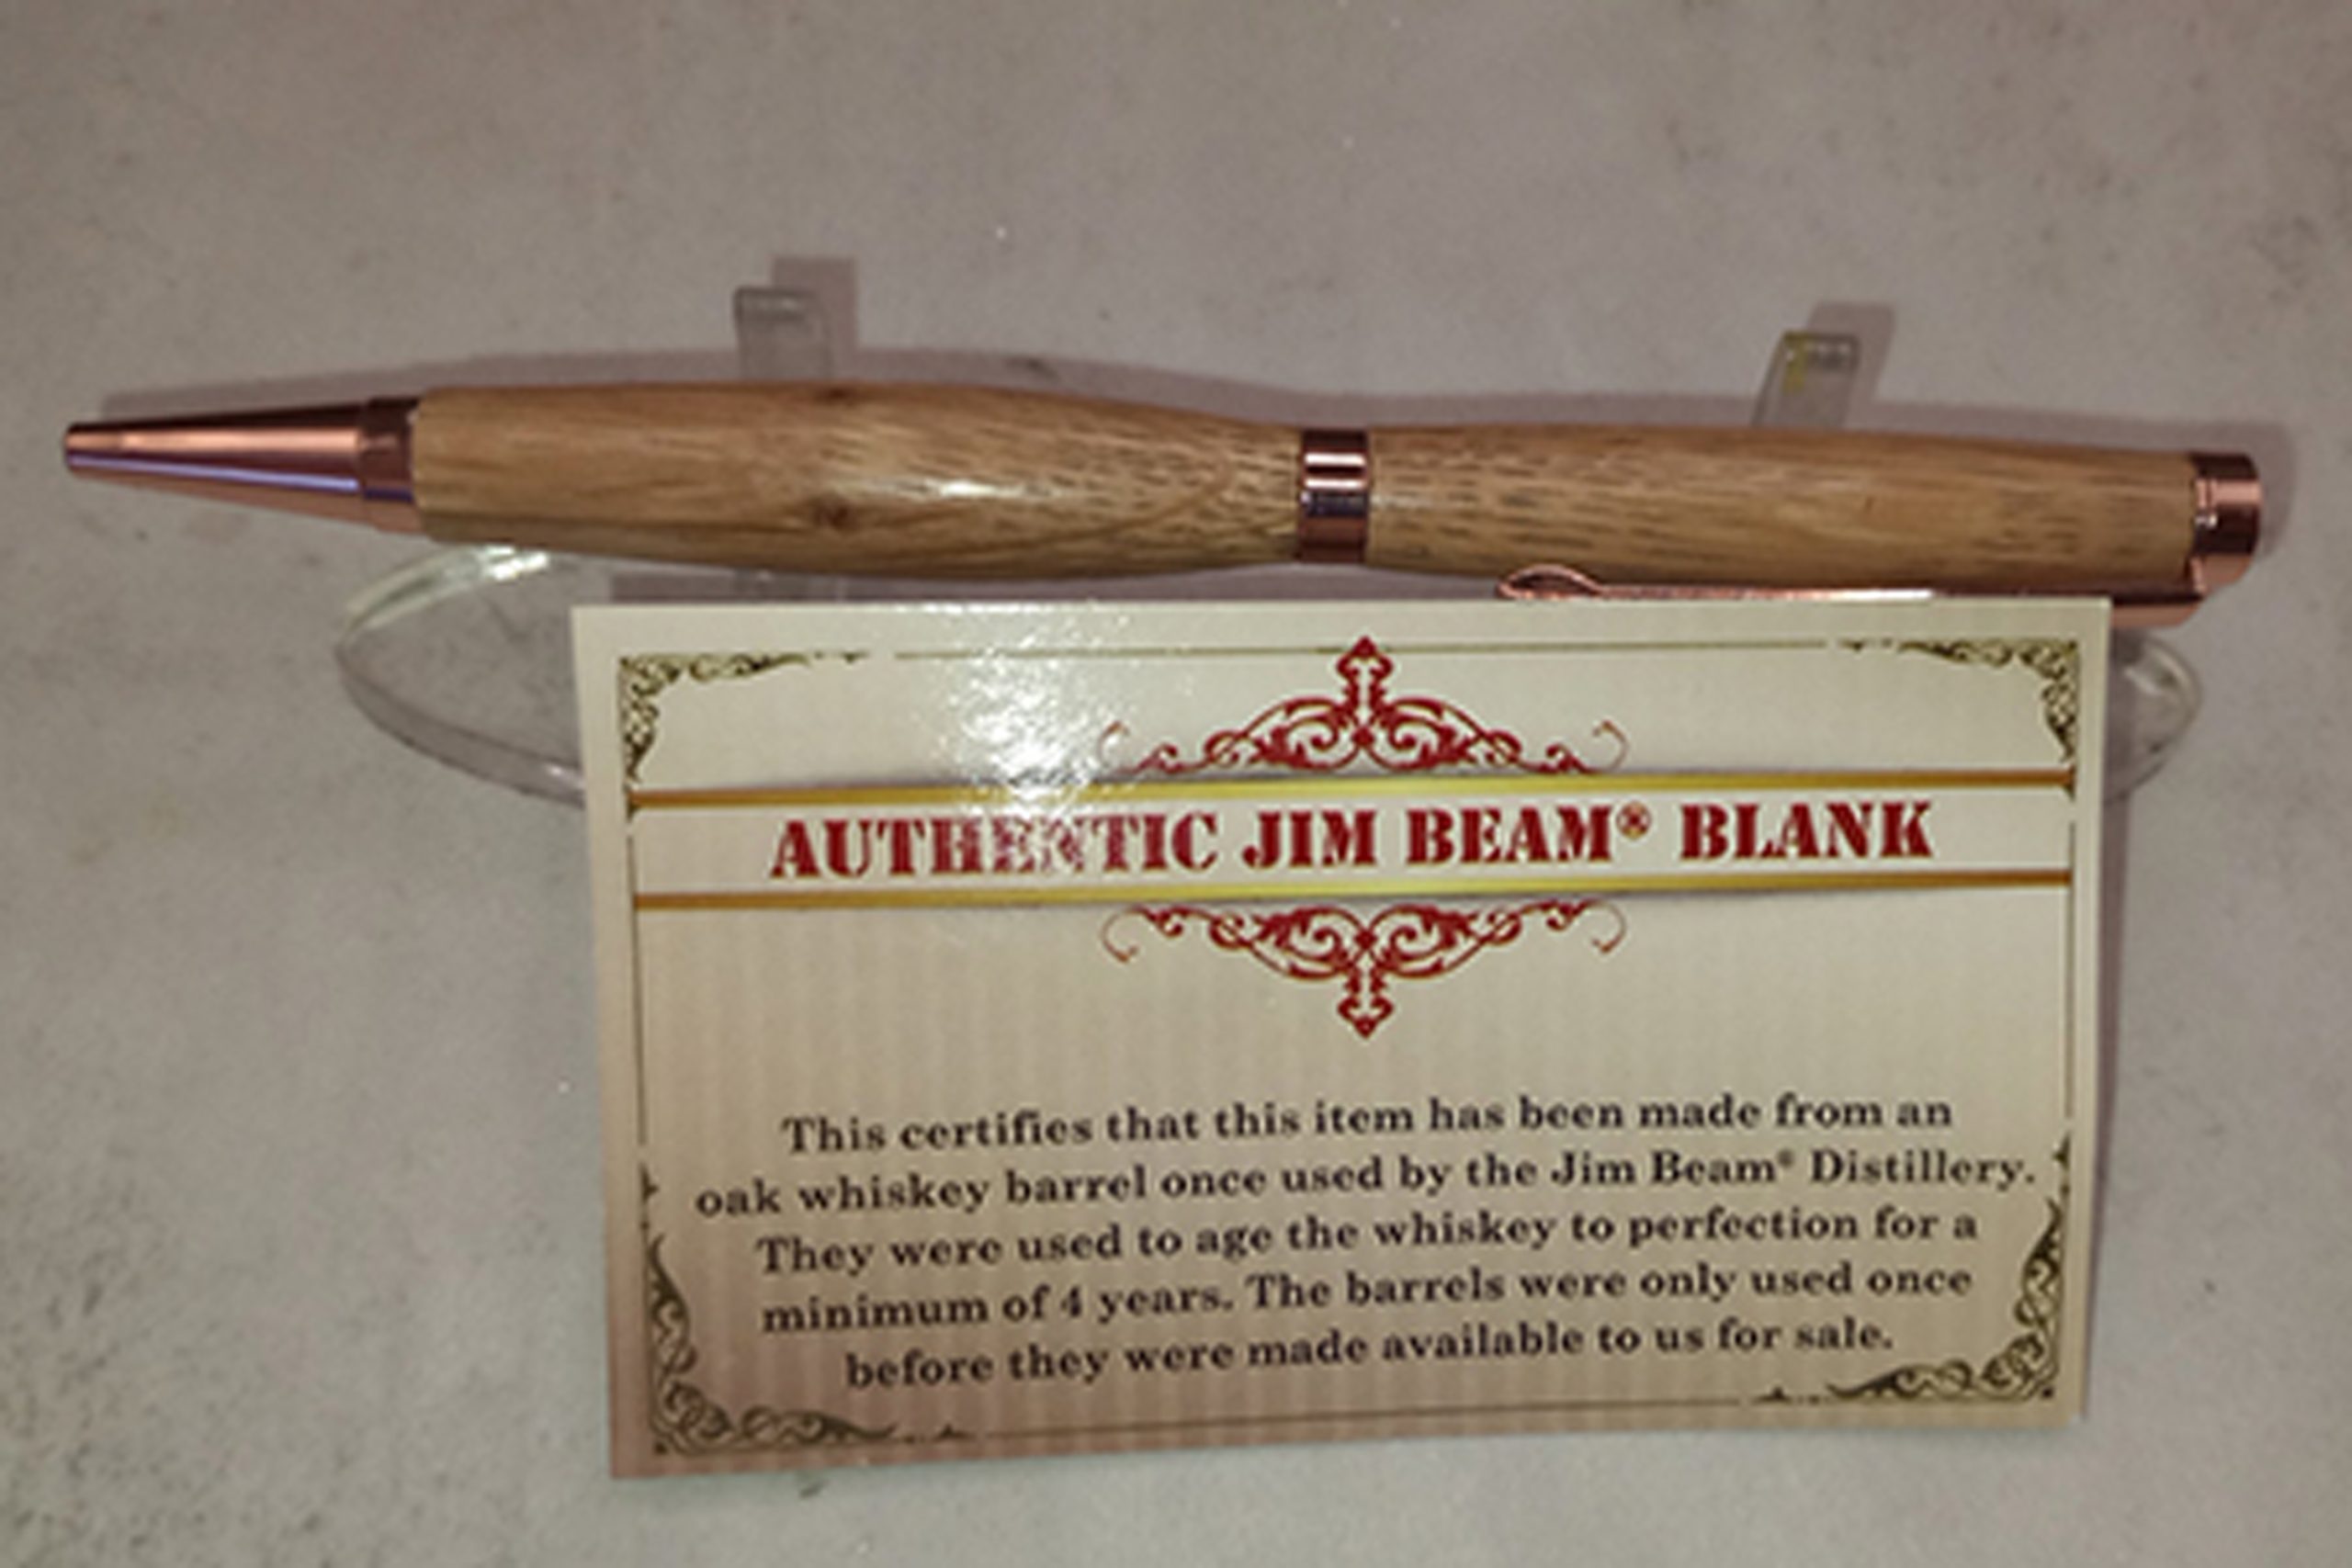 AUTHENTIC JIM BEAM® BLANK
This certifies that this item has been made from an
oak whiskey barrel once used by the Jim Beam® Distillery.
They were used to age the whiskey to perfection for a
minimum of 4 years. The barrels were only used once
before they were made available to us for sale.